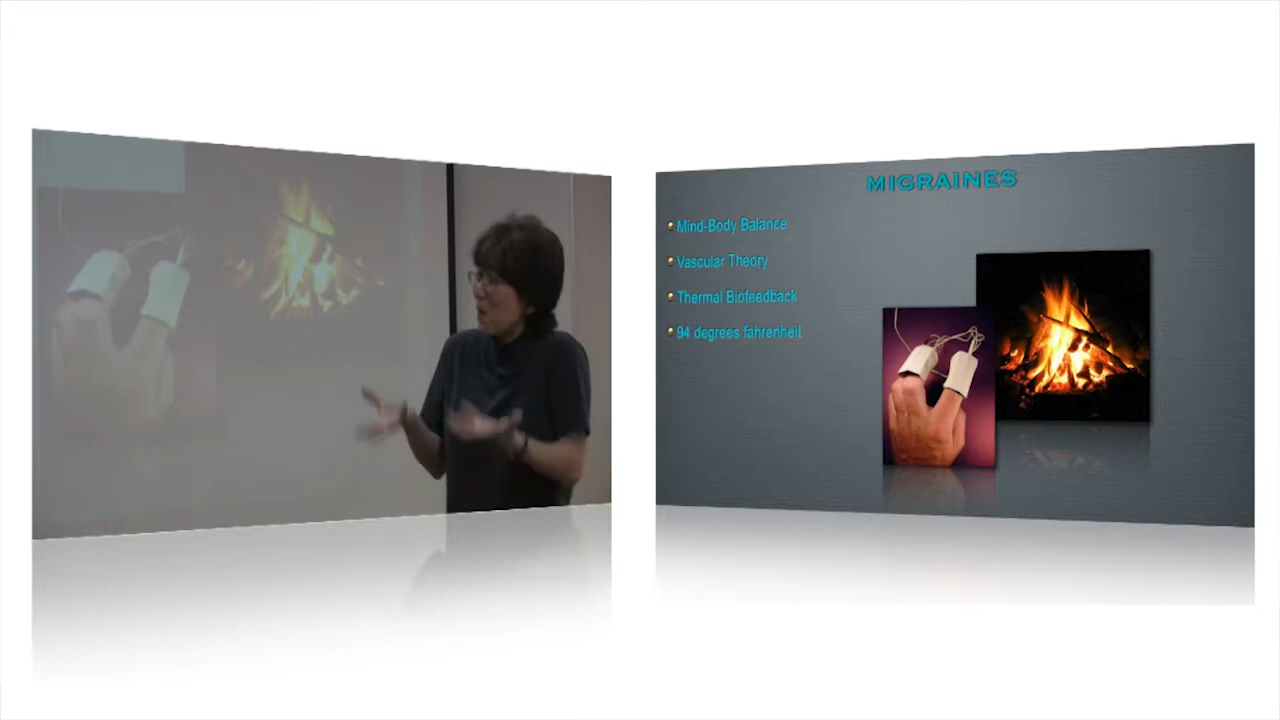 MIGRAINES
Mind-Body Balance
Vascular Theory
Thermal Biofeedback
94 degrees fahrenheit